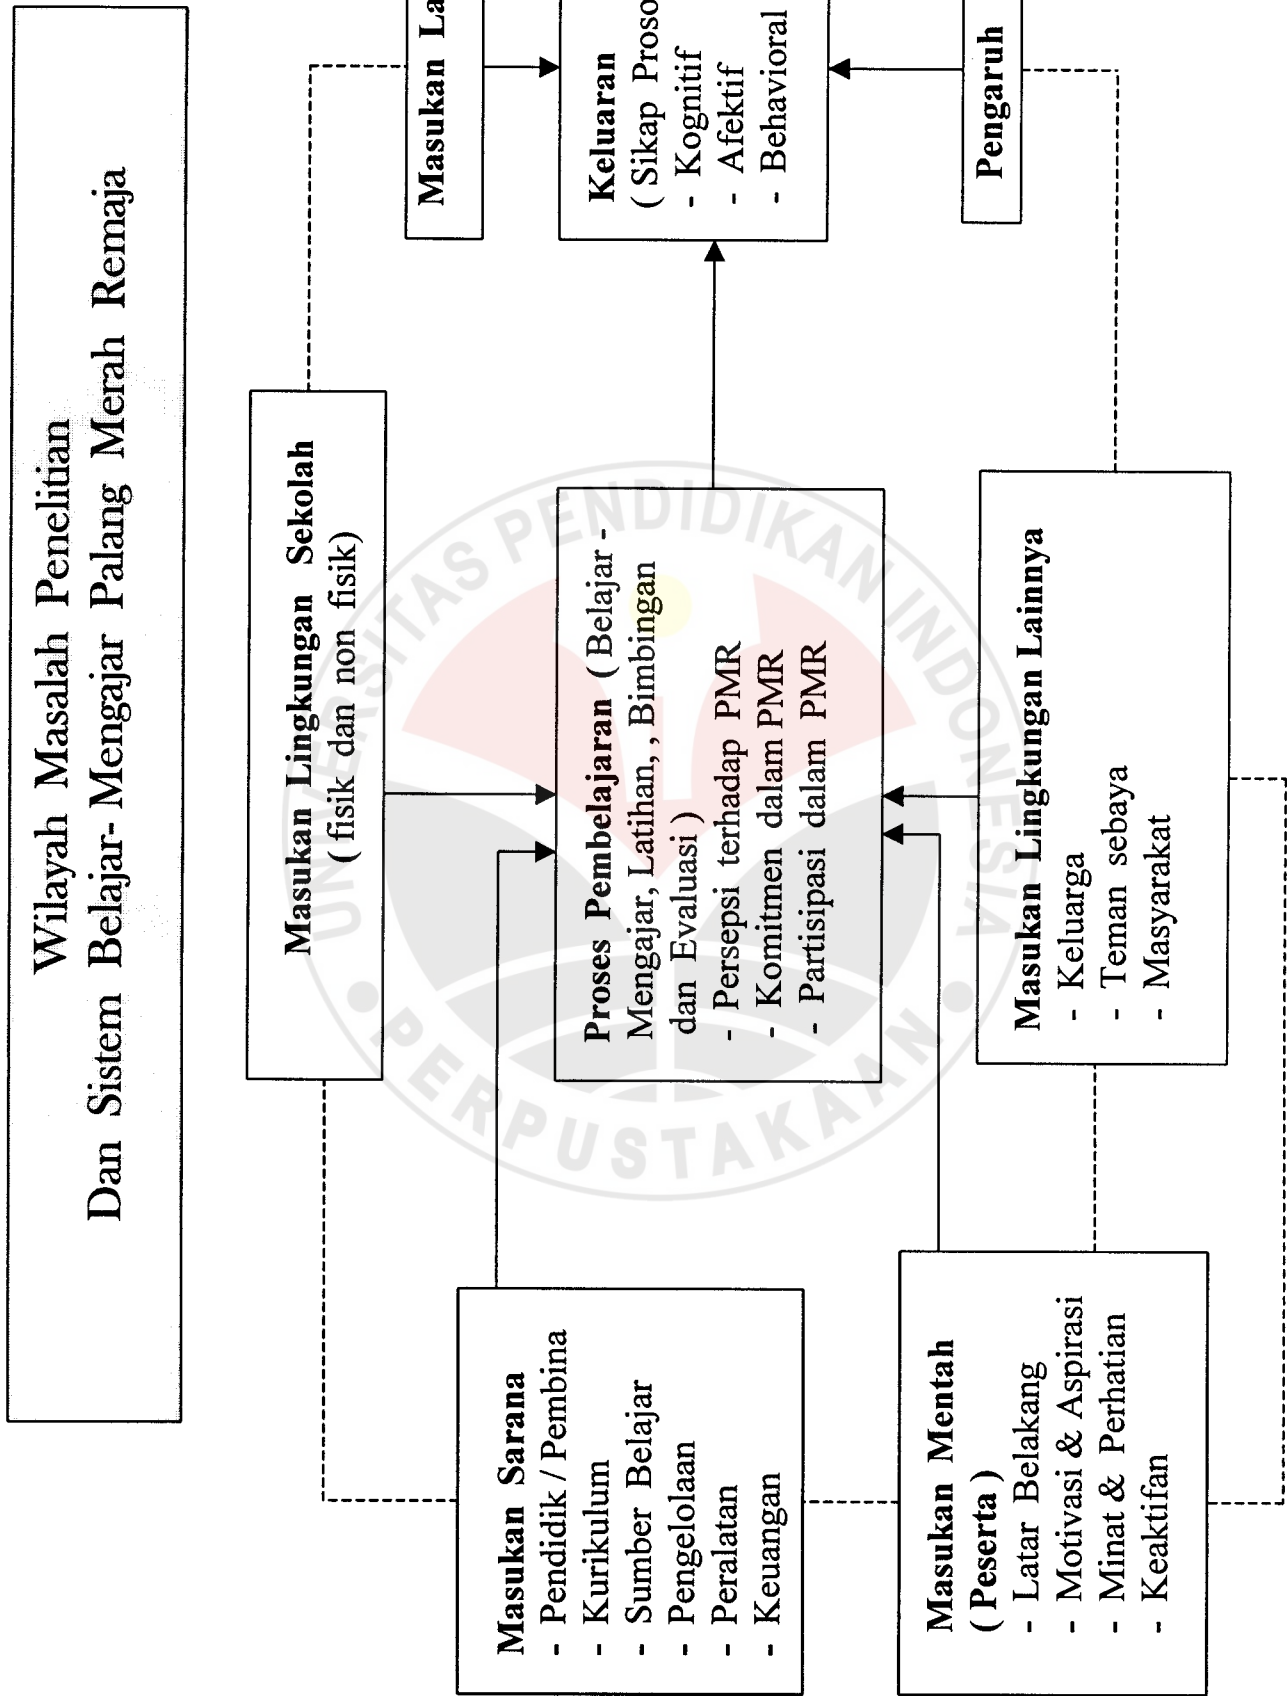 Wilayah Masalah Penelitian
Dan Sistem Belajar-Mengajar Palang Merah Remaja
Masukan Lingkungan Sekolah
( fisik dan non fisik)
Masukan Sarana
- Pendidik / Pembina
- Kurikulum
- Sumber Belajar
- Pengelolaan
- Peralatan
- Keuangan
Proses Pembelajaran ( Belajar -
Mengajar, Latihan, , Bimbingan
dan Evaluasi )
- Persepsi terhadap PMR
- Komitmen dalam PMR
- Partisipasi dalam PMR
Masukan
Keluaran
( Sikap
- Kognitif
- Afektif
- Behavioral
Pengaruh
Masukan Mentah
( Peserta )
- Latar Belakang
- Motivasi & Aspirasi
- Minat & Perhatian
- Keaktifan
Masukan Lingkungan Lainnya
- Keluarga
- Teman sebaya
- Masyarakat
UNIVERSITAS PENDIDIKAN INDONESIA
PERPUSTAKAAN